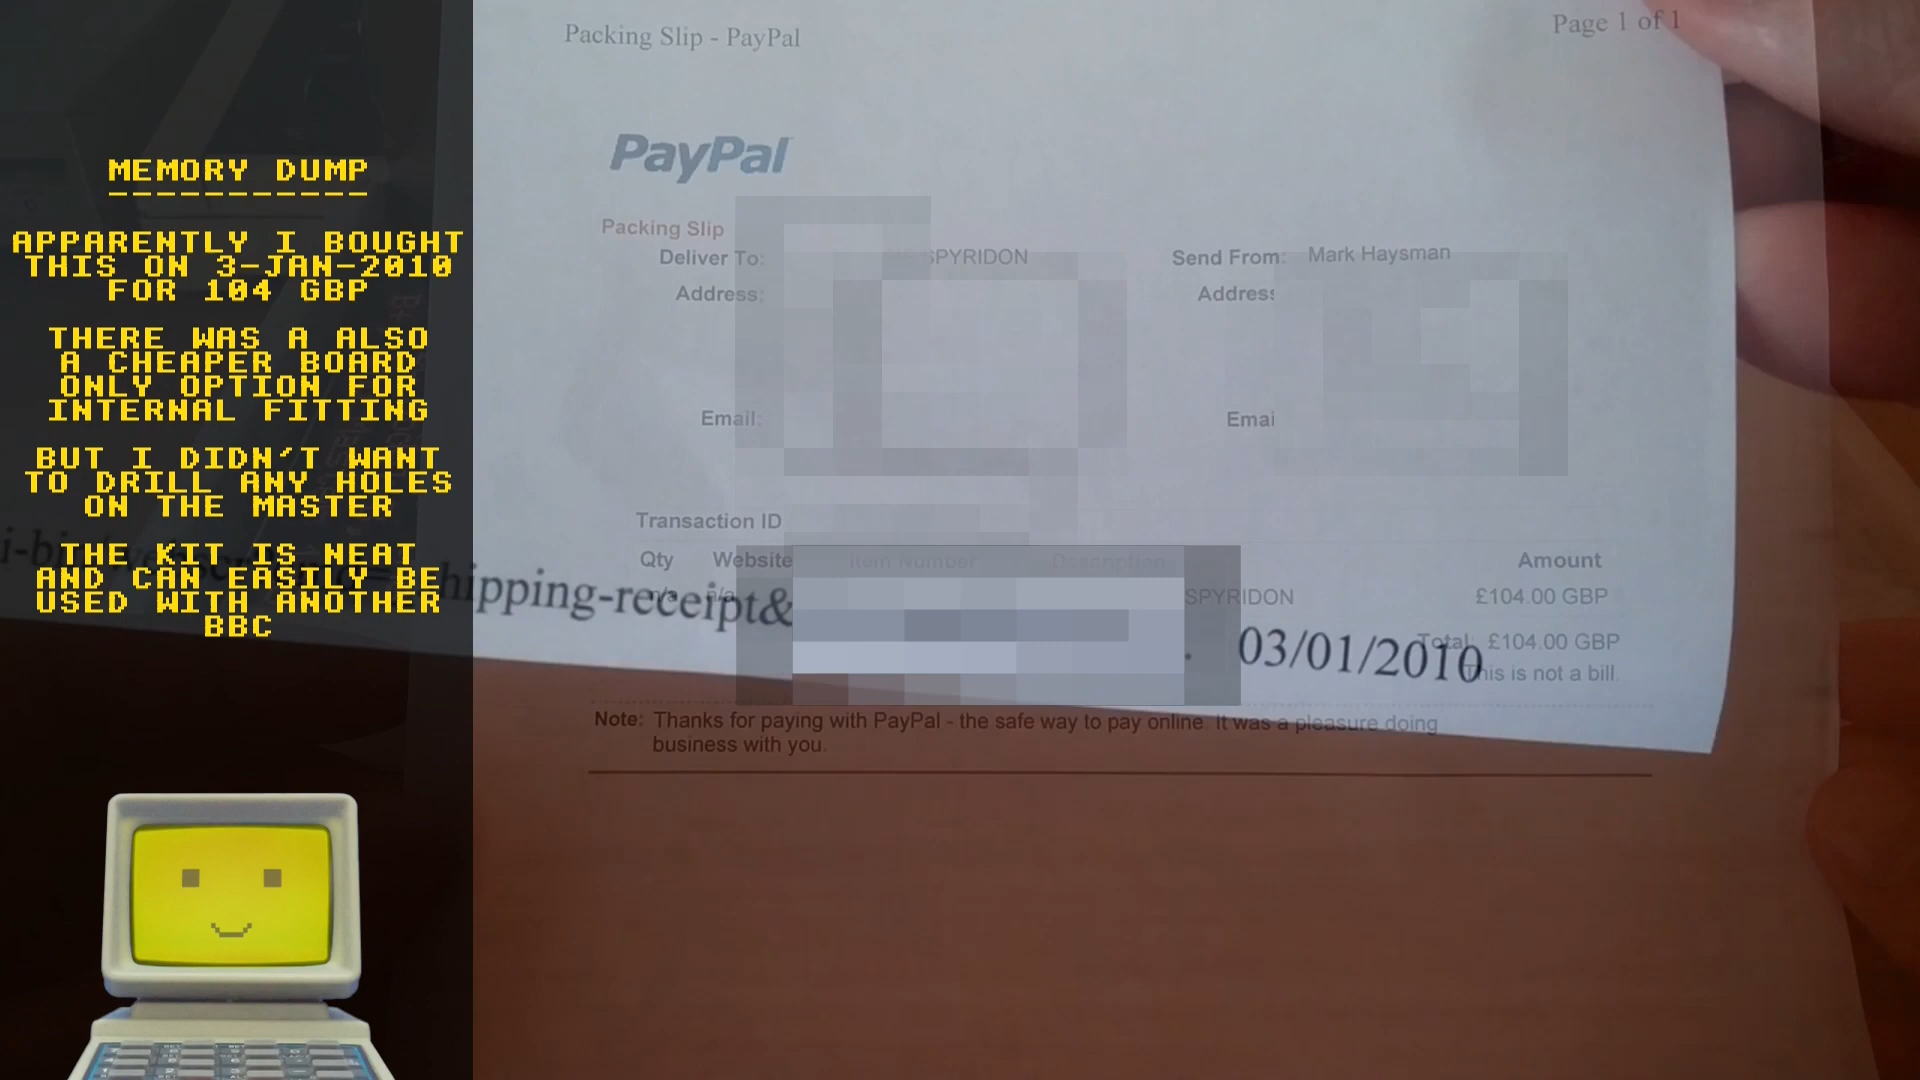 MEMORY DUMP
APPARENTLY I BOUGHT
THIS ON 3-JAN-2010
FOR 104 GBP
THERE WAS A ALSO
A CHEAPER BOARD
ONLY OPTION FOR
INTERNAL FITTING
BUT I DIDN'T WANT
TO DRILL ANY HOLES
ON THE MASTER
THE KIT IS NEAT
AND CAN EASILY BE
USED WITH ANOTHER
BBC
Packing Slip - PayPal
Page 1 of 1
PayPal
Packing Slip
Deliver To: SPYRIDON
Send From: Mark Haysman
Address:
Address
Email:
Emai
Transaction ID
Qty Website Item Number Description Amount
n/a n/a SPYRIDON £104.00 GBP
hipping-receipt& 03/01/2010
Total: £104.00 GBP
This is not a bill.
Note: Thanks for paying with PayPal - the safe way to pay online. It was a pleasure doing
business with you.